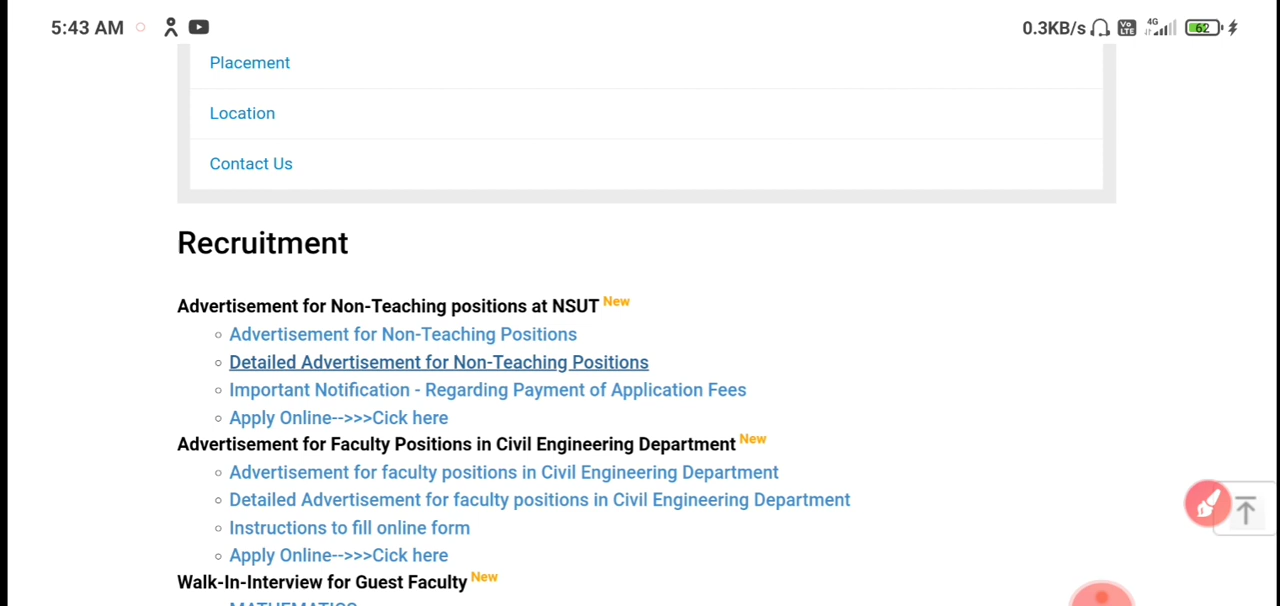 5:43 AM 0.3KB/s Vo LTE 4G 62
Placement
Location
Contact Us
Recruitment
Advertisement for Non-Teaching positions at NSUT New
Advertisement for Non-Teaching Positions
Detailed Advertisement for Non-Teaching Positions
Important Notification - Regarding Payment of Application Fees
Apply Online-->>>Cick here
Advertisement for Faculty Positions in Civil Engineering Department New
Advertisement for faculty positions in Civil Engineering Department
Detailed Advertisement for faculty positions in Civil Engineering Department
Instructions to fill online form
Apply Online-->>>Cick here
Walk-In-Interview for Guest Faculty New
MATHEMATICS